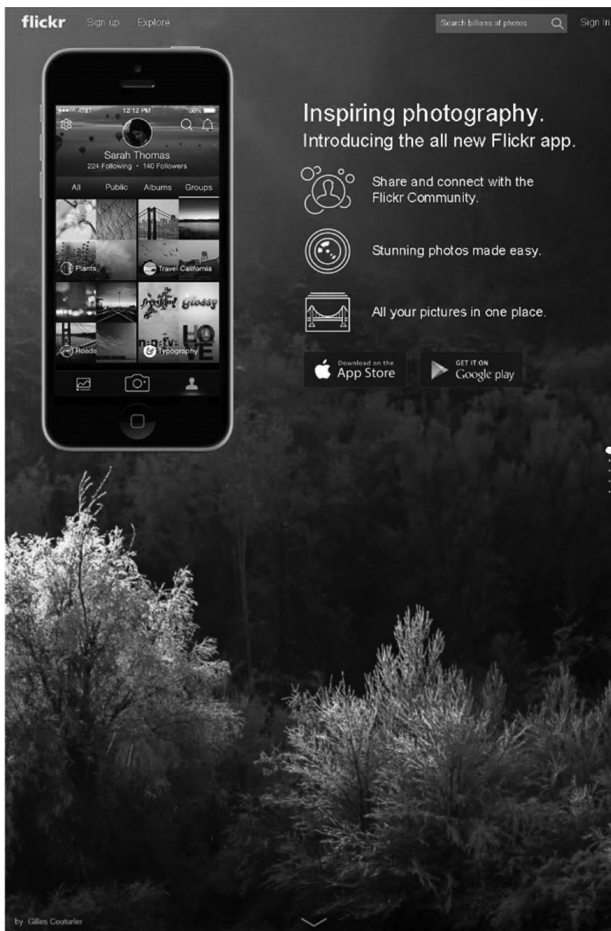 flickr Sign up Explore Search billions of photos Sign In
AT&T 12:12 PM 100%
Sarah Thomas
224 Following • 140 Followers
All Public Albums Groups
Plants Travel California
freedom! Glossy
Roads Typography
Inspiring photography.
Introducing the all new Flickr app.
Share and connect with the
Flickr Community.
Stunning photos made easy.
All your pictures in one place.
Download on the
App Store
GET IT ON
Google play
by Gilles Couturier